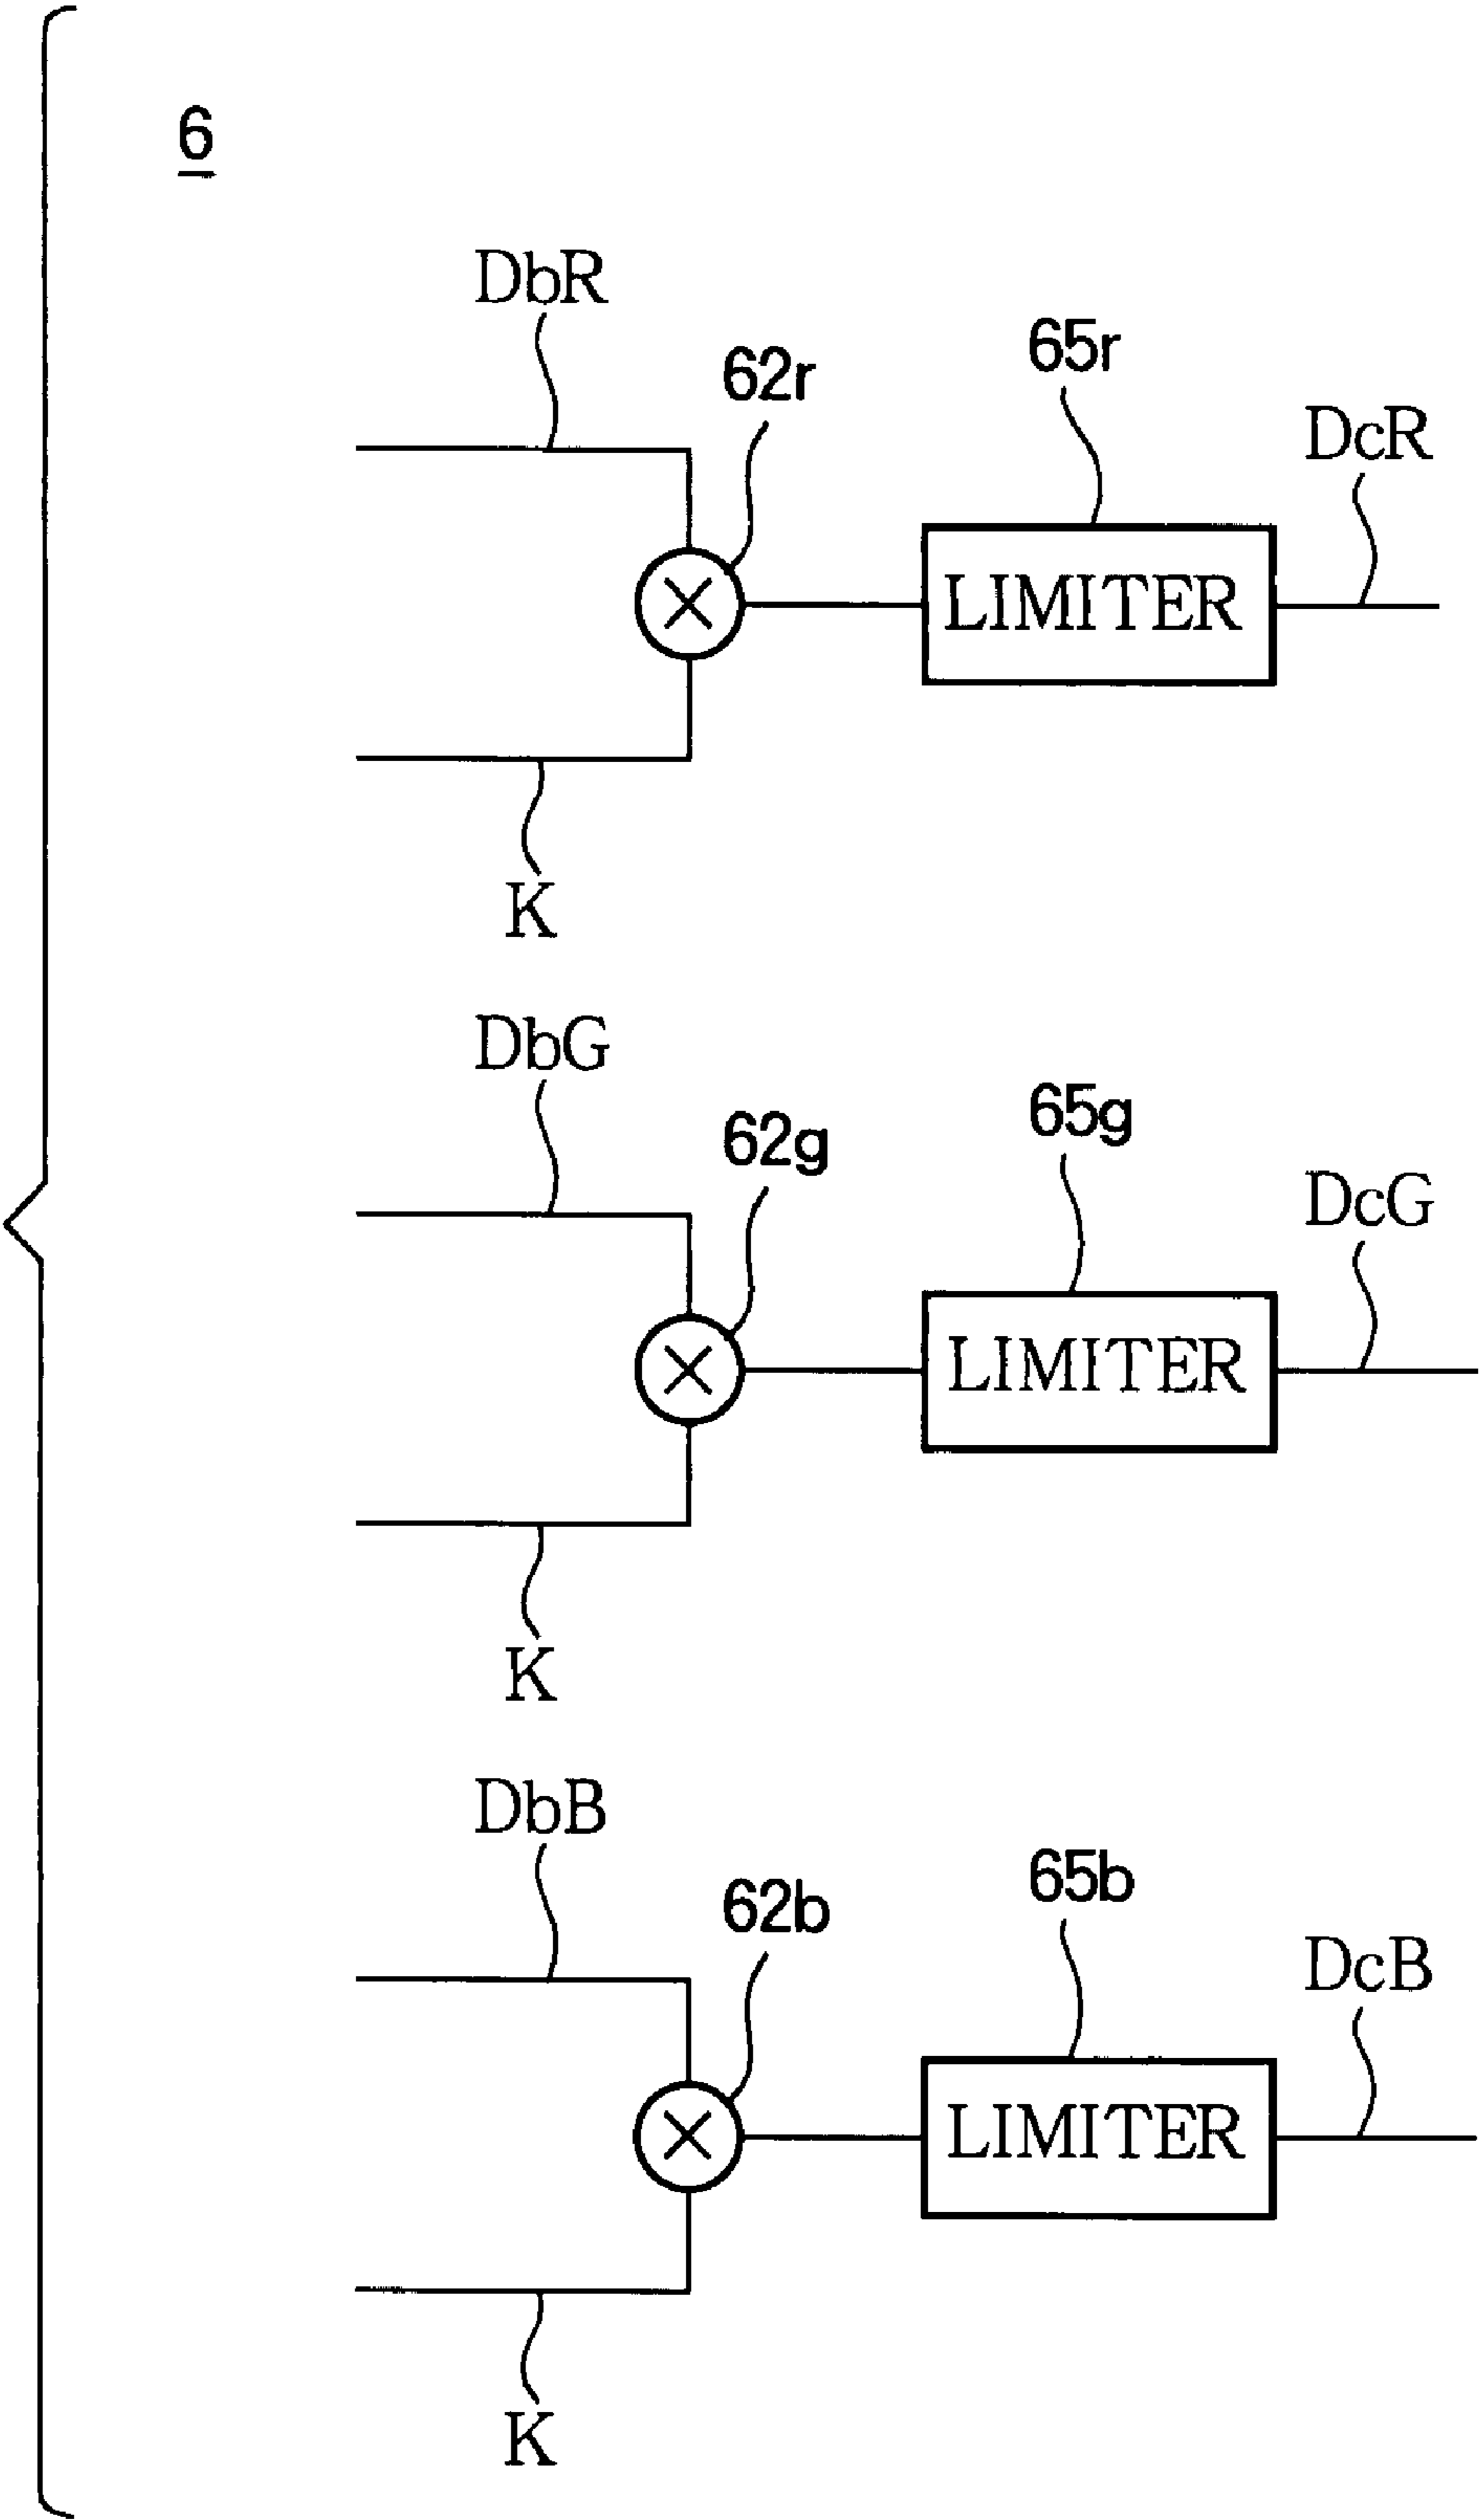 6
DbR
62r
65r
DcR
LIMITER
K
DbG
62g
65g
DcG
LIMITER
K
DbB
62b
65b
DcB
LIMITER
K